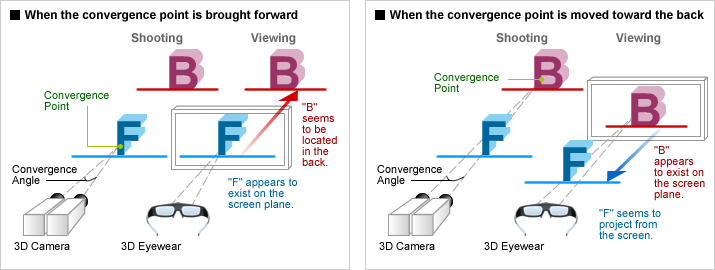 ■ When the convergence point is brought forward
Shooting
Viewing
B
B
Convergence
Point
F
F
"B"
seems
to be
located
in the
back.
Convergence
Angle
"F" appears to
exist on the
screen plane.
3D Camera
3D Eyewear
■ When the convergence point is moved toward the back
Shooting
Viewing
B
Convergence
Point
B
F
F
"B"
appears
to exist
on the
screen
plane.
Convergence
Angle
"F" seems to
project from
the screen.
3D Camera
3D Eyewear